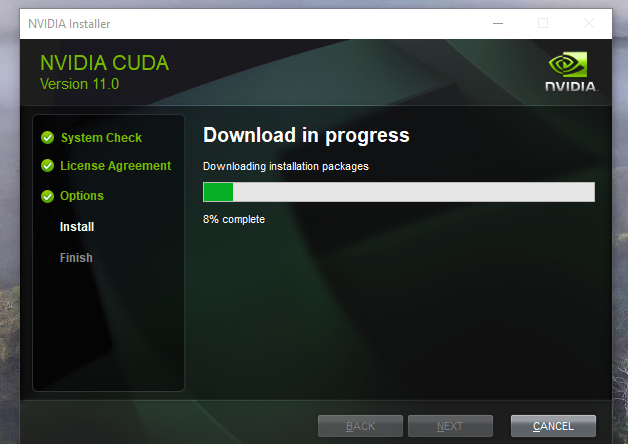 NVIDIA Installer
NVIDIA CUDA
Version 11.0
NVIDIA.
System Check
License Agreement
Options
Install
Finish
Download in progress
Downloading installation packages
8% complete
BACK
NEXT
CANCEL